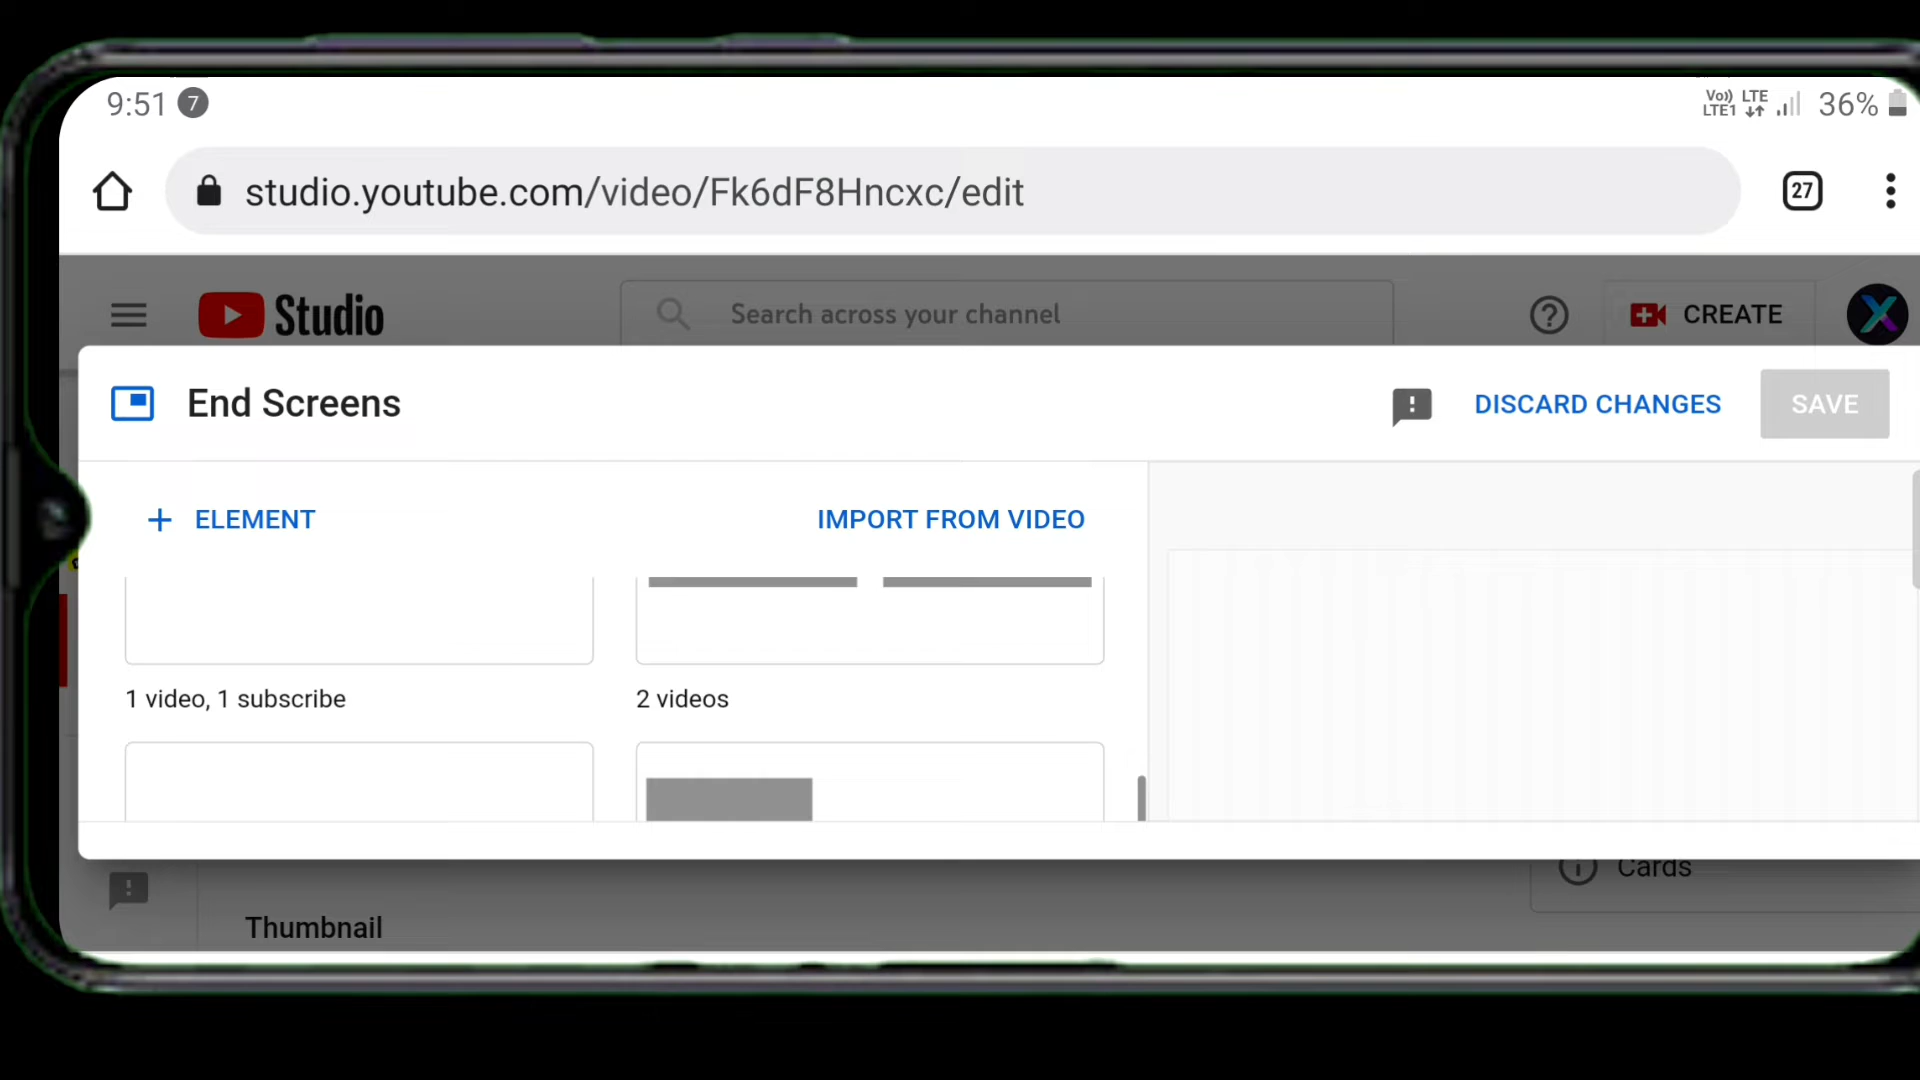 9:51 7
Vo)) LTE
LTE1
36%
studio.youtube.com/video/Fk6dF8Hncxc/edit
27
Studio
Search across your channel
CREATE
End Screens
DISCARD CHANGES
SAVE
+ ELEMENT
IMPORT FROM VIDEO
1 video, 1 subscribe
2 videos
Cards
Thumbnail